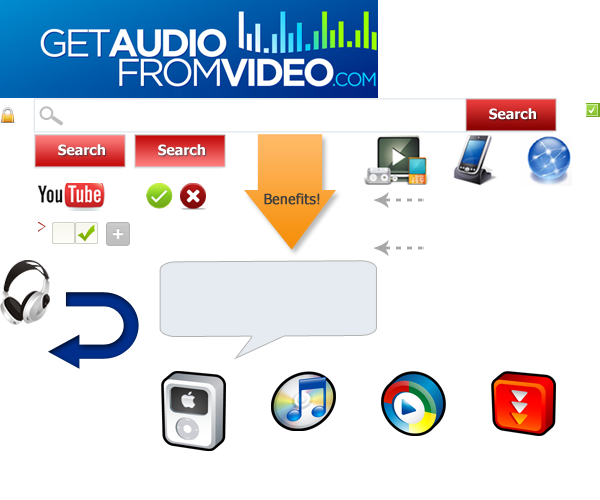 GETAUDIO
FROMVIDEO.COM
Search
Search
Search
YouTube
Benefits!